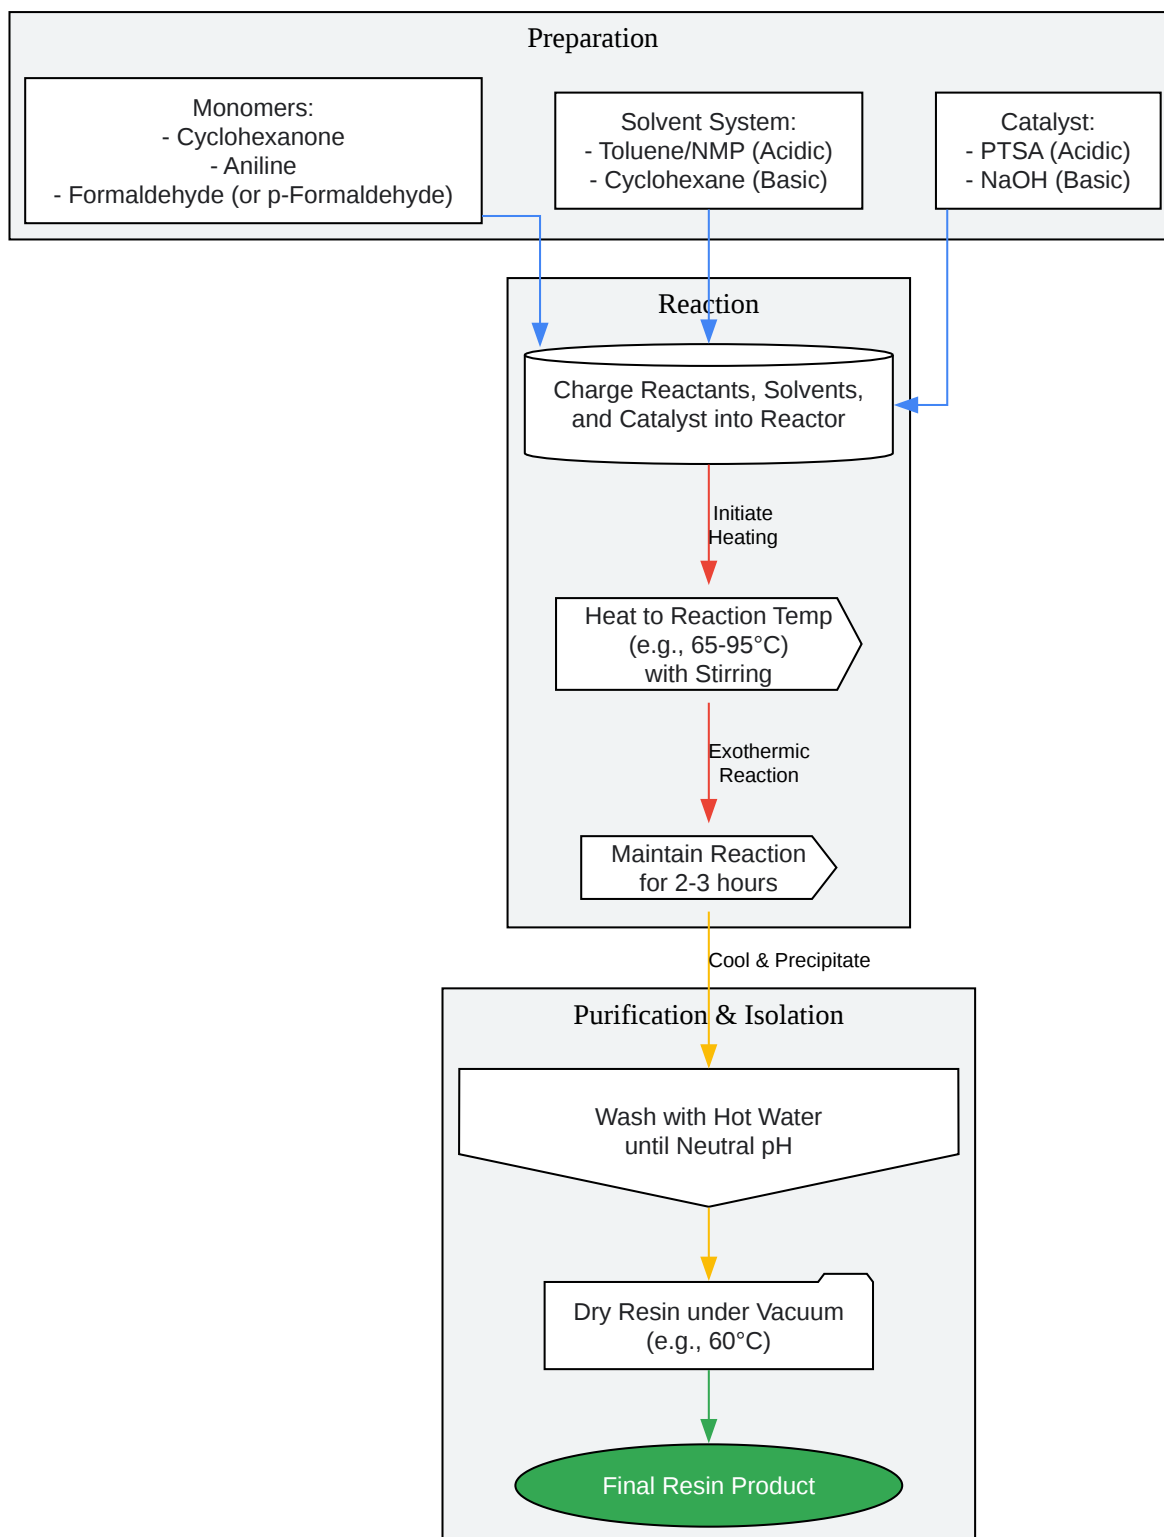 Preparation
Monomers:
- Cyclohexanone
- Aniline
- Formaldehyde (or p-Formaldehyde)
Solvent System:
- Toluene/NMP (Acidic)
- Cyclohexane (Basic)
Catalyst:
- PTSA (Acidic)
- NaOH (Basic)
Reaction
Charge Reactants, Solvents,
and Catalyst into Reactor
Initiate
Heating
Heat to Reaction Temp
(e.g., 65-95°C)
with Stirring
Exothermic
Reaction
Maintain Reaction
for 2-3 hours
Cool & Precipitate
Purification & Isolation
Wash with Hot Water
until Neutral pH
Dry Resin under Vacuum
(e.g., 60°C)
Final Resin Product